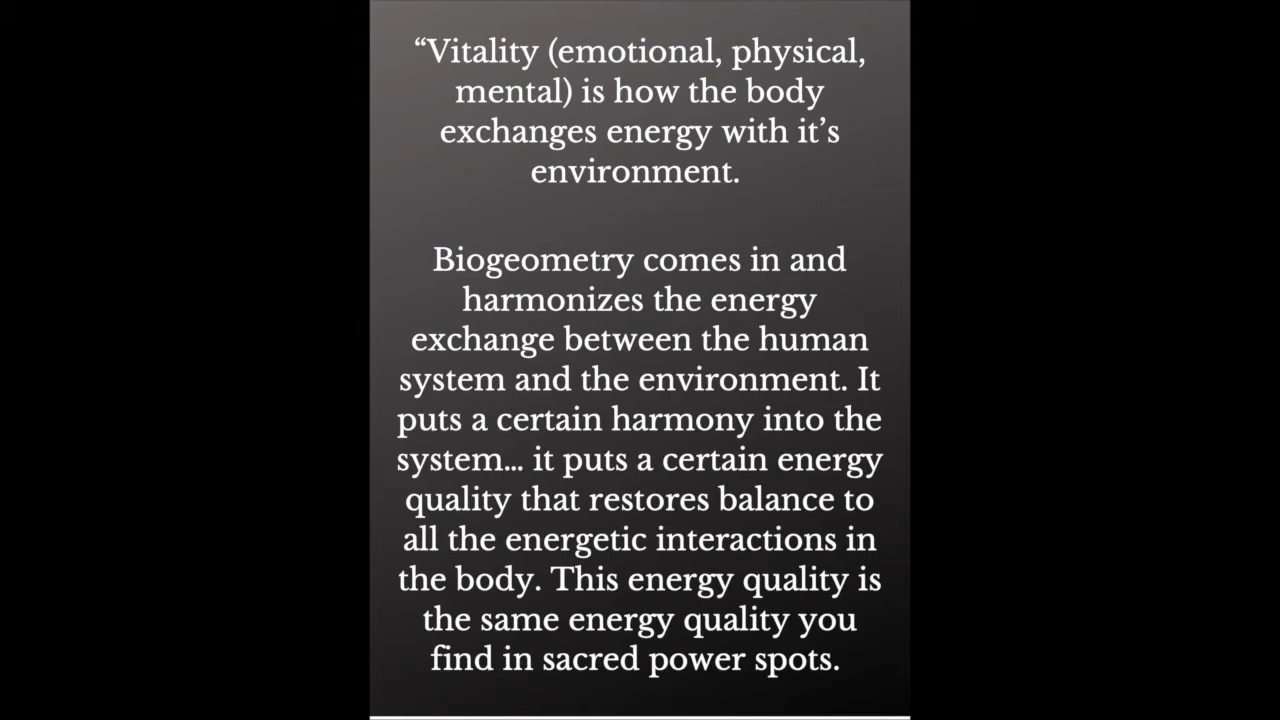 “Vitality (emotional, physical,
mental) is how the body
exchanges energy with it’s
environment.
Biogeometry comes in and
harmonizes the energy
exchange between the human
system and the environment. It
puts a certain harmony into the
system... it puts a certain energy
quality that restores balance to
all the energetic interactions in
the body. This energy quality is
the same energy quality you
find in sacred power spots.